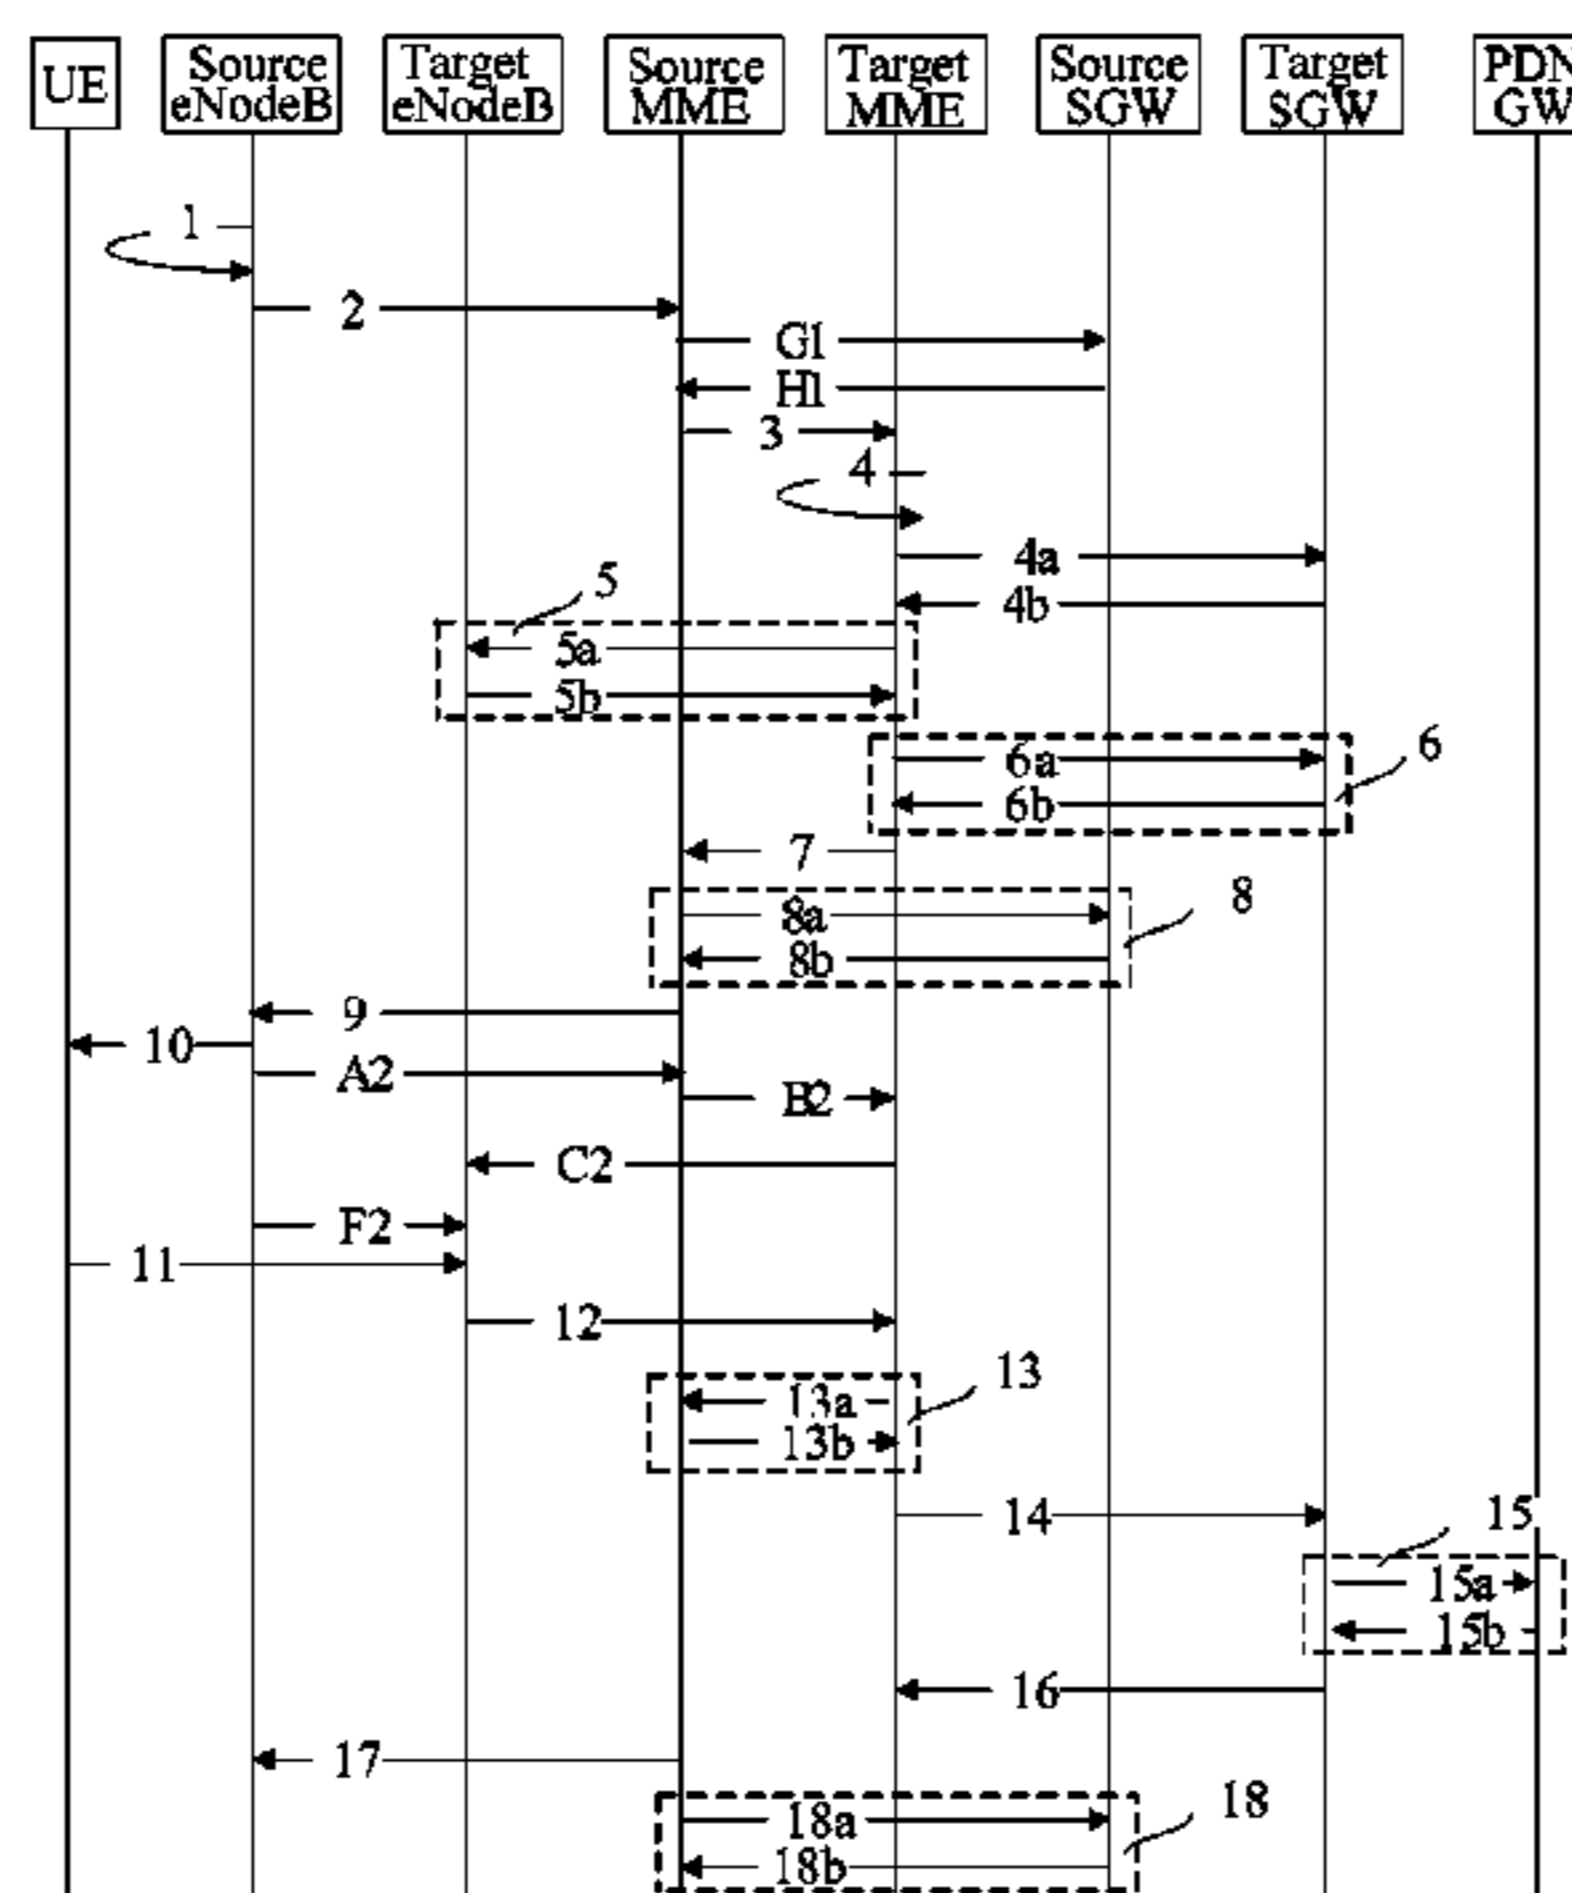 UE
Source
eNodeB
Target
eNodeB
Source
MME
Target
MME
Source
SGW
Target
SGW
PDN
GW
1
2
G1
H1
3
4
4a
4b
5
5a
5b
6
6a
6b
7
8
8a
8b
9
10
A2
B2
C2
F2
11
12
13
13a
13b
14
15
15a
15b
16
17
18
18a
18b